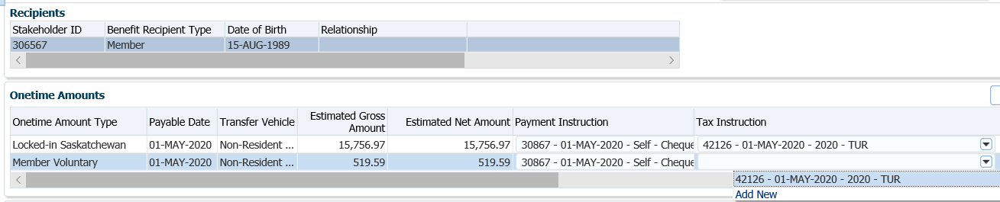 Recipients
Stakeholder ID Benefit Recipient Type Date of Birth Relationship
306567 Member 15-AUG-1989
Onetime Amounts
Onetime Amount Type Payable Date Transfer Vehicle Estimated Gross Amount Estimated Net Amount Payment Instruction Tax Instruction
Locked-in Saskatchewan 01-MAY-2020 Non-Resident ... 15,756.97 15,756.97 30867 - 01-MAY-2020 - Self - Cheque 42126 - 01-MAY-2020 - 2020 - TUR
Member Voluntary 01-MAY-2020 Non-Resident ... 519.59 519.59 30867 - 01-MAY-2020 - Self - Cheque
42126 - 01-MAY-2020 - 2020 - TUR
Add New